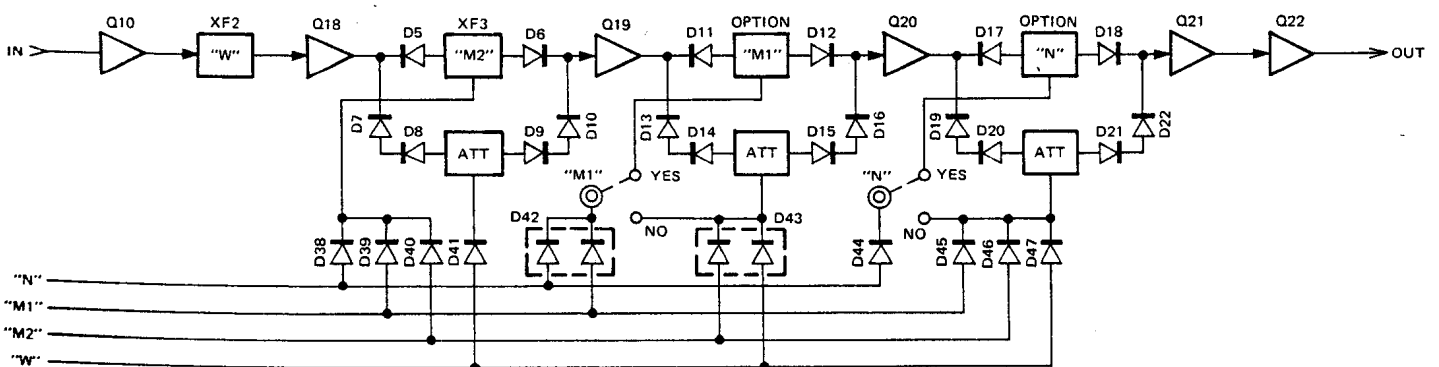 Q10 XF2 Q18 D5 XF3 D6 Q19 D11 OPTION D12 Q20 D17 OPTION D18 Q21 Q22
IN "W" "M2" "M1" "N" OUT
D7 D8 ATT D9 D10 D13 D14 ATT D15 D16 D19 D20 ATT D21 D22
"M1" YES "N" YES
D42 NO D43 NO
D38 D39 D40 D41 D44 D45 D46 D47
"N"
"M1"
"M2"
"W"